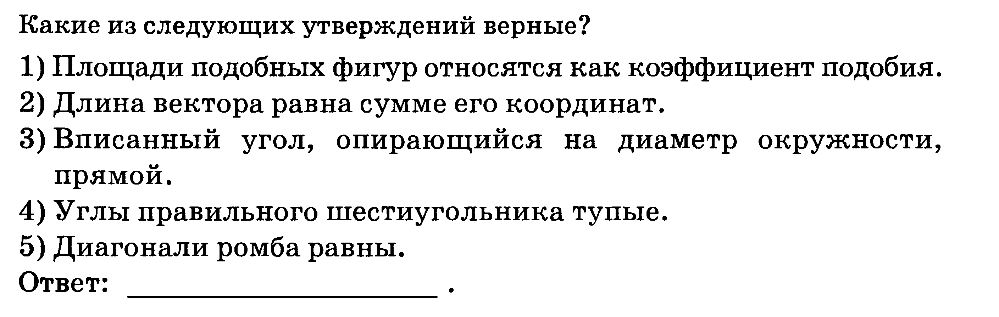 Какие из следующих утверждений верные?
1) Площади подобных фигур относятся как коэффициент подобия.
2) Длина вектора равна сумме его координат.
3) Вписанный угол, опирающийся на диаметр окружности,
прямой.
4) Углы правильного шестиугольника тупые.
5) Диагонали ромба равны.
Ответ: ____________________ .